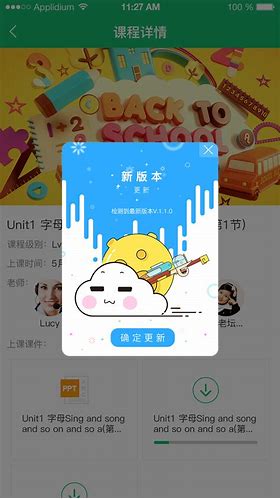 Applidium 11:27 AM 100 %
课程详情
BACK TO
SCHOOL
新版本
更新
检测到最新版本V.1.1.0
Unit1 字母
第1节)
课程级别: Lv
上课时间: 5月
老师:
Lucy
老坛...
上课课件:
确定更新
PPT
Unit1 字母Sing and song and so on and so a(第...
Unit1 字母Sing and song and so on and so a(第...